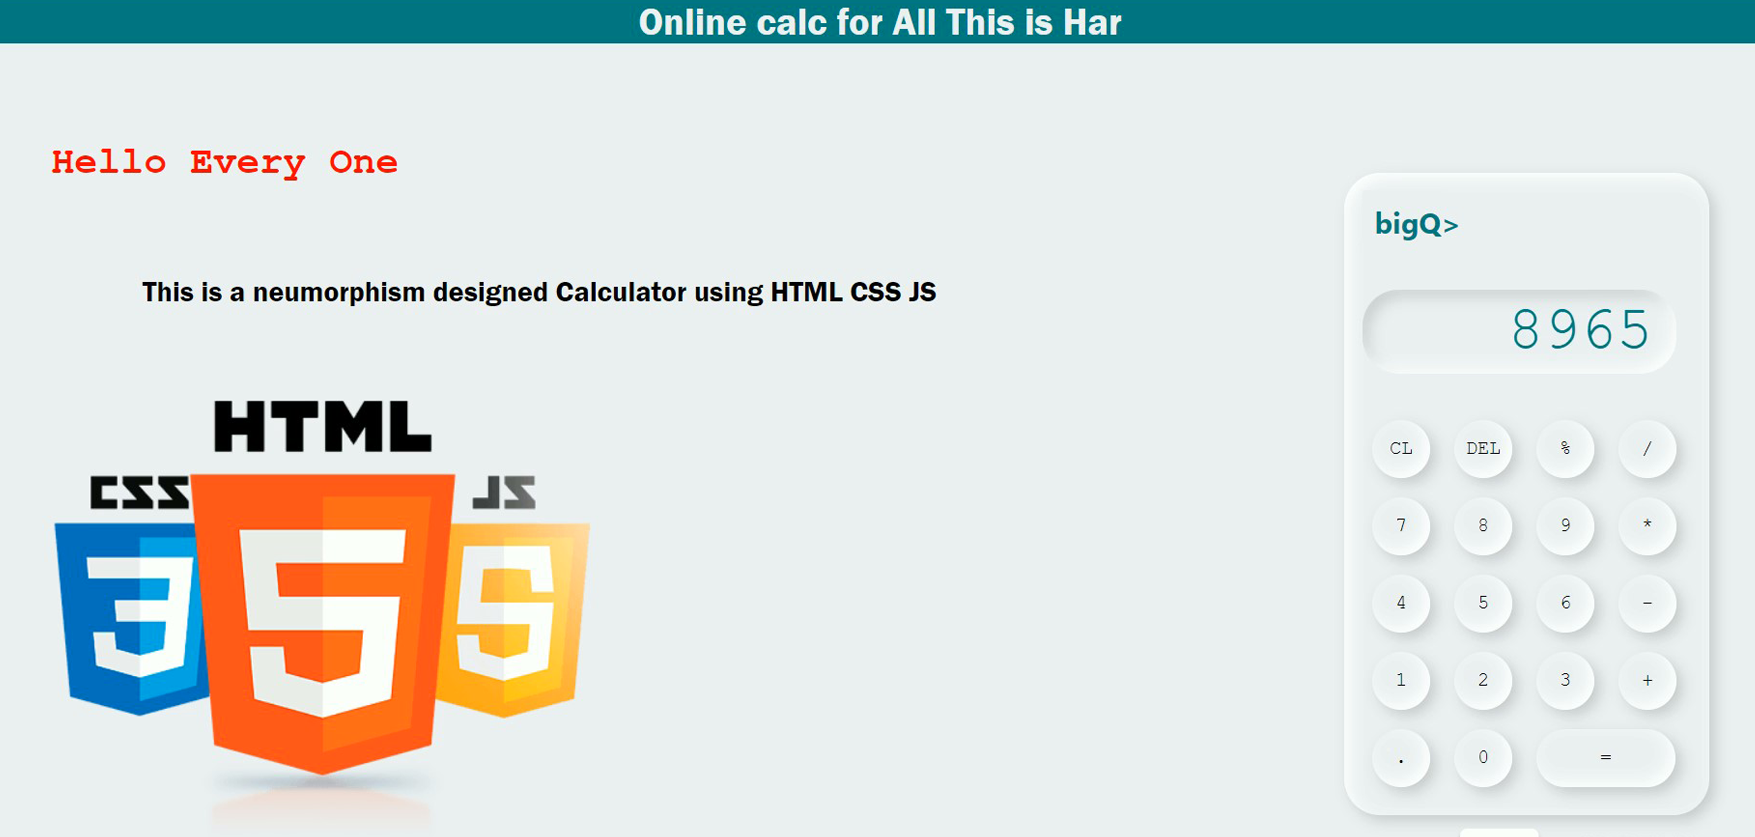 Online calc for All This is Har
Hello Every One
This is a neumorphism designed Calculator using HTML CSS JS
HTML
CSS
JS
3
5
5
bigQ>
8965
CL DEL % /
7 8 9 *
4 5 6 -
1 2 3 +
. 0 =